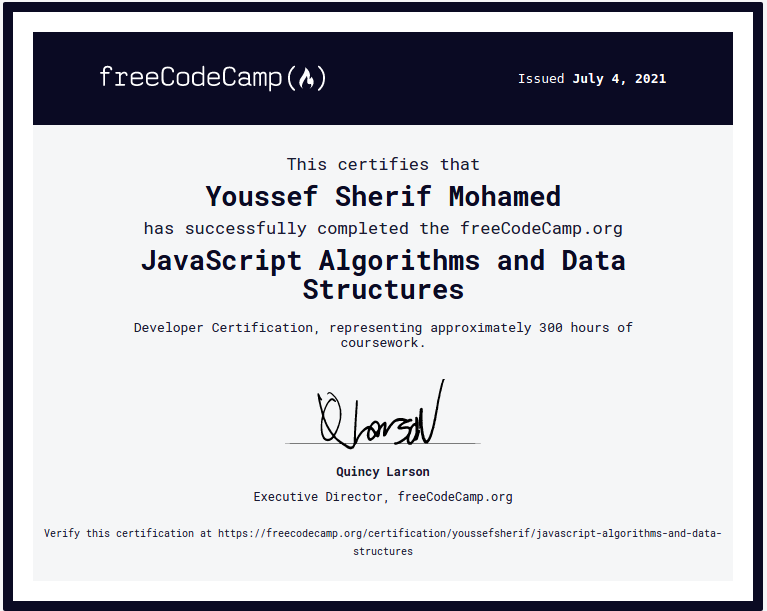 freeCodeCamp(🔥)
Issued July 4, 2021
This certifies that
Youssef Sherif Mohamed
has successfully completed the freeCodeCamp.org
JavaScript Algorithms and Data
Structures
Developer Certification, representing approximately 300 hours of
coursework.
Q Larson
Quincy Larson
Executive Director, freeCodeCamp.org
Verify this certification at https://freecodecamp.org/certification/youssefsherif/javascript-algorithms-and-data-
structures